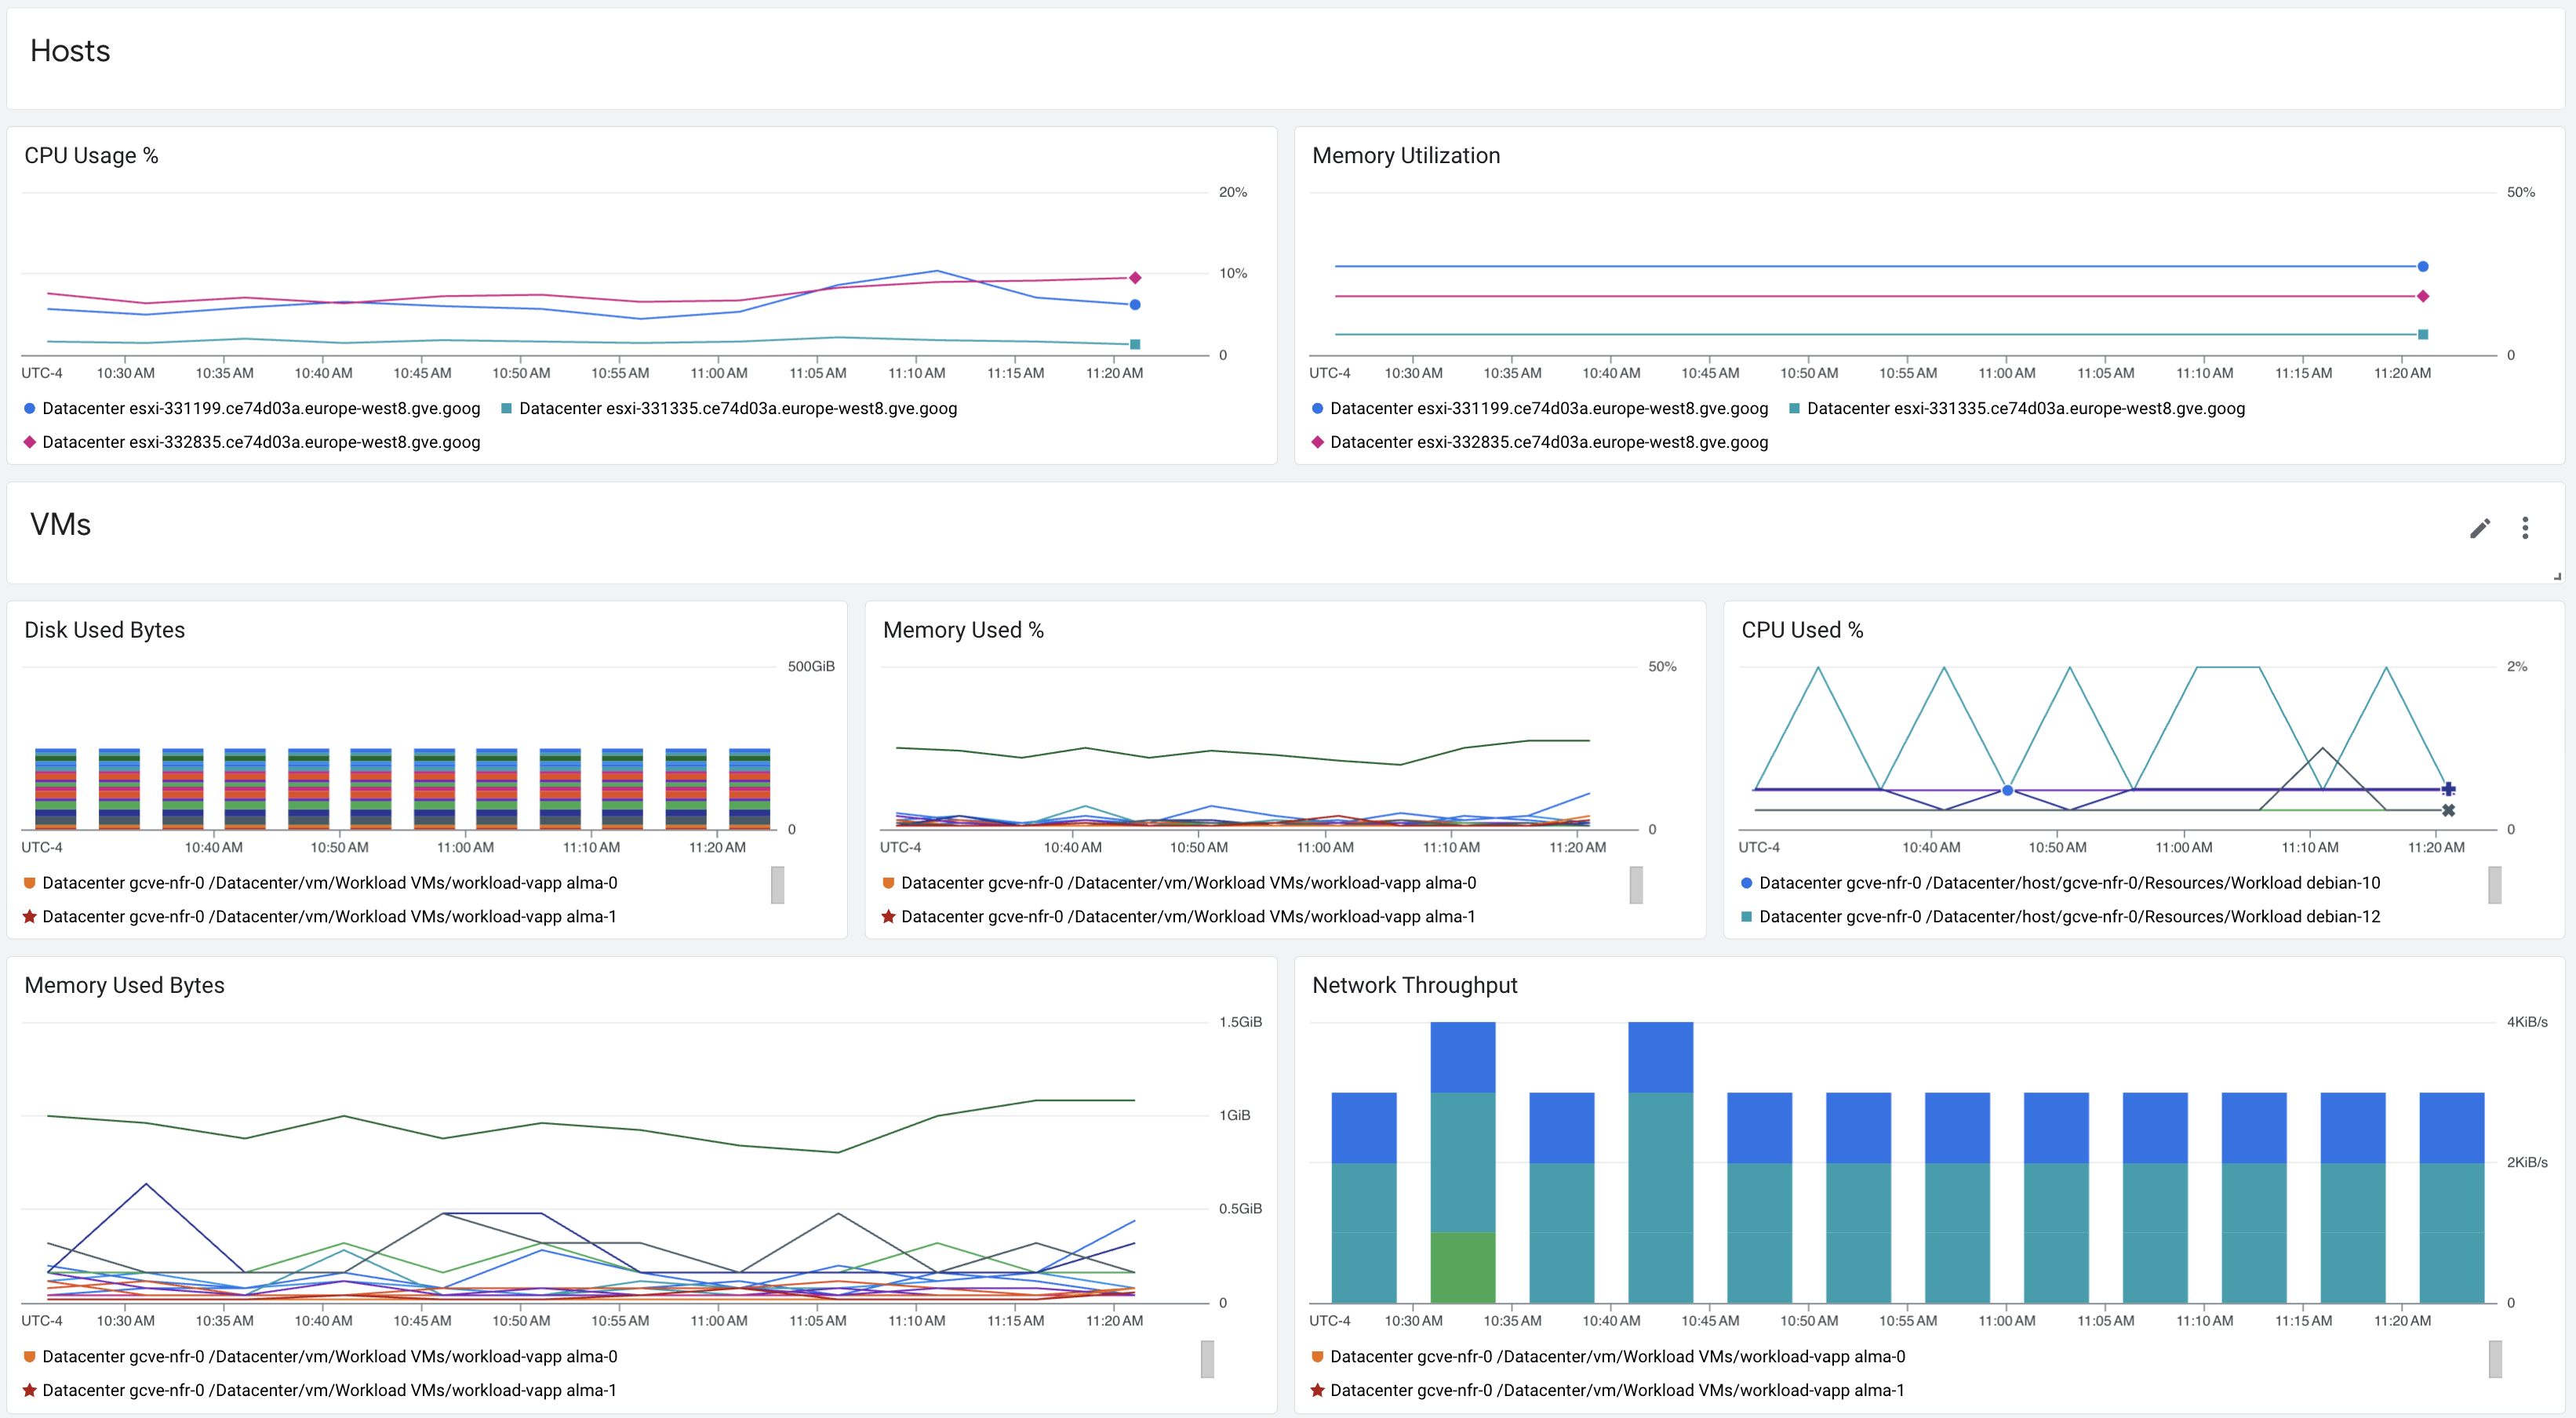 Hosts
CPU Usage %
20%
10%
0
UTC-4 10:30 AM 10:35 AM 10:40 AM 10:45 AM 10:50 AM 10:55 AM 11:00 AM 11:05 AM 11:10 AM 11:15 AM 11:20 AM
Datacenter esxi-331199.ce74d03a.europe-west8.gve.goog Datacenter esxi-331335.ce74d03a.europe-west8.gve.goog
Datacenter esxi-332835.ce74d03a.europe-west8.gve.goog
Memory Utilization
50%
0
UTC-4 10:30 AM 10:35 AM 10:40 AM 10:45 AM 10:50 AM 10:55 AM 11:00 AM 11:05 AM 11:10 AM 11:15 AM 11:20 AM
Datacenter esxi-331199.ce74d03a.europe-west8.gve.goog Datacenter esxi-331335.ce74d03a.europe-west8.gve.goog
Datacenter esxi-332835.ce74d03a.europe-west8.gve.goog
VMs
Disk Used Bytes
500GiB
0
UTC-4 10:40 AM 10:50 AM 11:00 AM 11:10 AM 11:20 AM
Datacenter gcve-nfr-0 /Datacenter/vm/Workload VMs/workload-vapp alma-0
Datacenter gcve-nfr-0 /Datacenter/vm/Workload VMs/workload-vapp alma-1
Memory Used %
50%
0
UTC-4 10:40 AM 10:50 AM 11:00 AM 11:10 AM 11:20 AM
Datacenter gcve-nfr-0 /Datacenter/vm/Workload VMs/workload-vapp alma-0
Datacenter gcve-nfr-0 /Datacenter/vm/Workload VMs/workload-vapp alma-1
CPU Used %
2%
0
UTC-4 10:40 AM 10:50 AM 11:00 AM 11:10 AM 11:20 AM
Datacenter gcve-nfr-0 /Datacenter/host/gcve-nfr-0/Resources/Workload debian-10
Datacenter gcve-nfr-0 /Datacenter/host/gcve-nfr-0/Resources/Workload debian-12
Memory Used Bytes
1.5GiB
1GiB
0.5GiB
0
UTC-4 10:30 AM 10:35 AM 10:40 AM 10:45 AM 10:50 AM 10:55 AM 11:00 AM 11:05 AM 11:10 AM 11:15 AM 11:20 AM
Datacenter gcve-nfr-0 /Datacenter/vm/Workload VMs/workload-vapp alma-0
Datacenter gcve-nfr-0 /Datacenter/vm/Workload VMs/workload-vapp alma-1
Network Throughput
4KiB/s
2KiB/s
0
UTC-4 10:30 AM 10:35 AM 10:40 AM 10:45 AM 10:50 AM 10:55 AM 11:00 AM 11:05 AM 11:10 AM 11:15 AM 11:20 AM
Datacenter gcve-nfr-0 /Datacenter/vm/Workload VMs/workload-vapp alma-0
Datacenter gcve-nfr-0 /Datacenter/vm/Workload VMs/workload-vapp alma-1